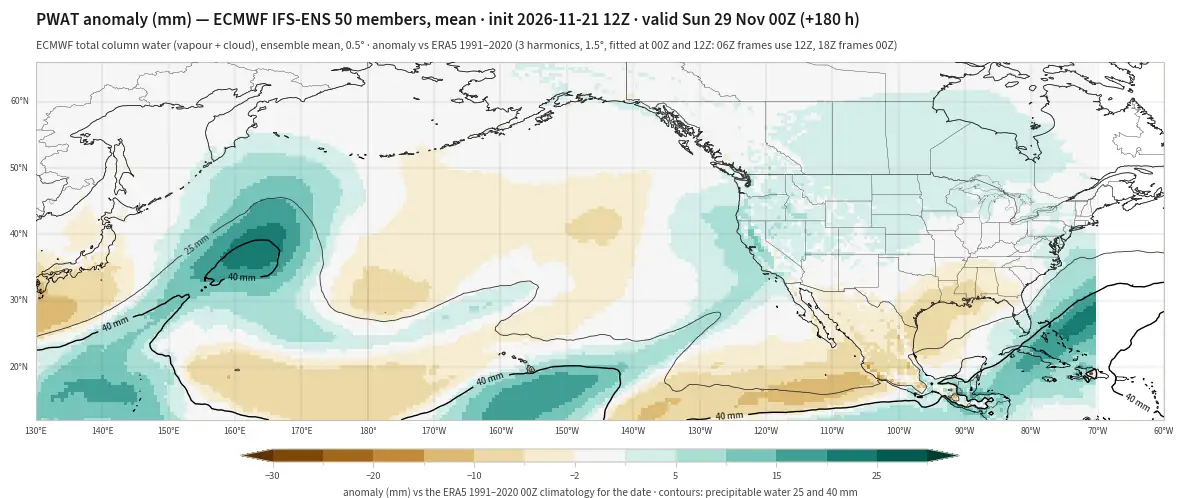 PWAT anomaly (mm) — ECMWF IFS-ENS 50 members, mean · init 2026-11-21 12Z · valid Sun 29 Nov 00Z (+180 h)
ECMWF total column water (vapour + cloud), ensemble mean, 0.5° · anomaly vs ERA5 1991–2020 (3 harmonics, 1.5°, fitted at 00Z and 12Z: 06Z frames use 12Z, 18Z frames 00Z)
60°N
50°N
40°N
30°N
20°N
25 mm
40 mm
40 mm
40 mm
40 mm
40 mm
130°E 140°E 150°E 160°E 170°E 180° 170°W 160°W 150°W 140°W 130°W 120°W 110°W 100°W 90°W 80°W 70°W 60°W
−30 −20 −10 −2 5 15 25
anomaly (mm) vs the ERA5 1991–2020 00Z climatology for the date · contours: precipitable water 25 and 40 mm